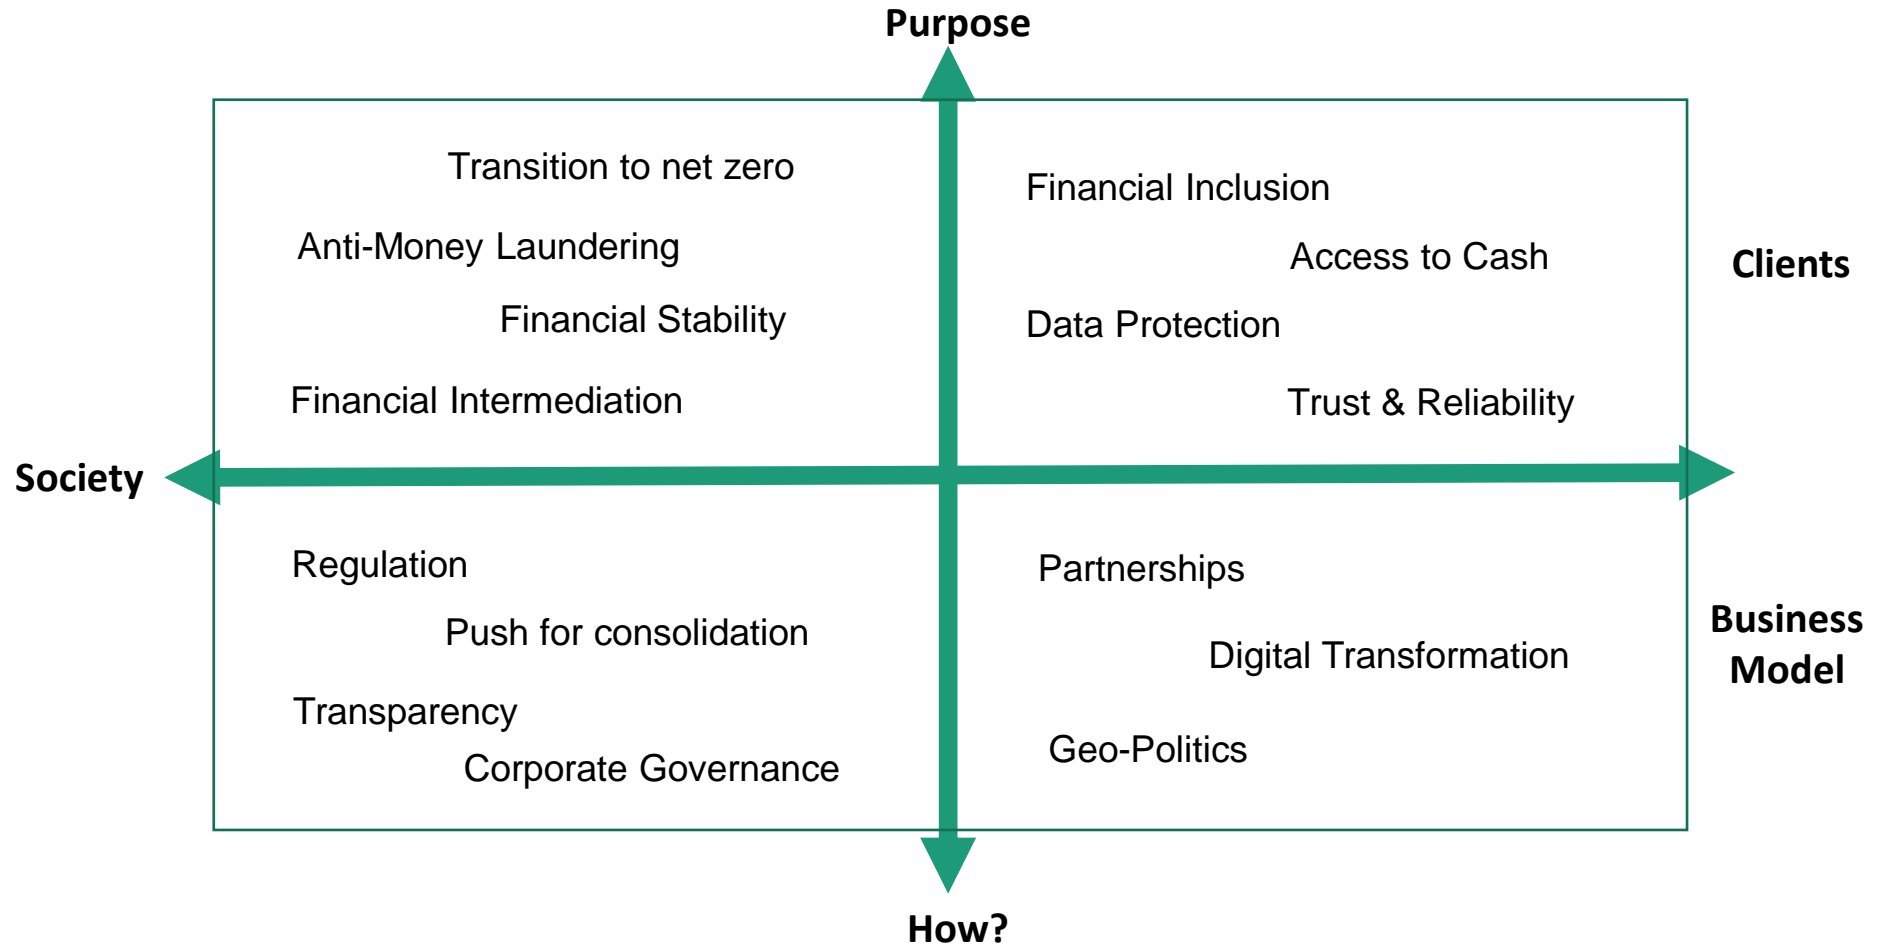 Purpose
Transition to net zero
Financial Inclusion
Anti-Money Laundering
Access to Cash
Clients
Financial Stability
Data Protection
Financial Intermediation
Trust & Reliability
Society
Regulation
Partnerships
Push for consolidation
Digital Transformation
Business
Model
Transparency
Geo-Politics
Corporate Governance
How?